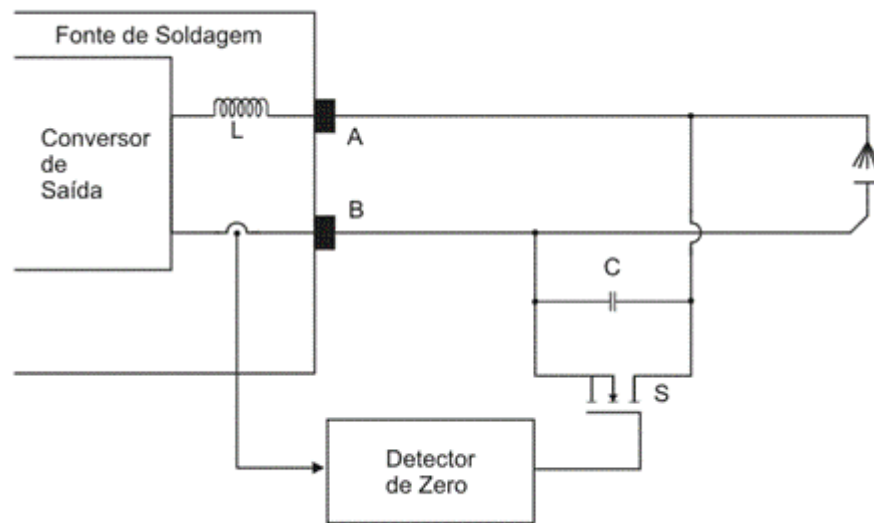 Fonte de Soldagem
Conversor
de
Saída
L
A
B
C
S
Detector
de Zero